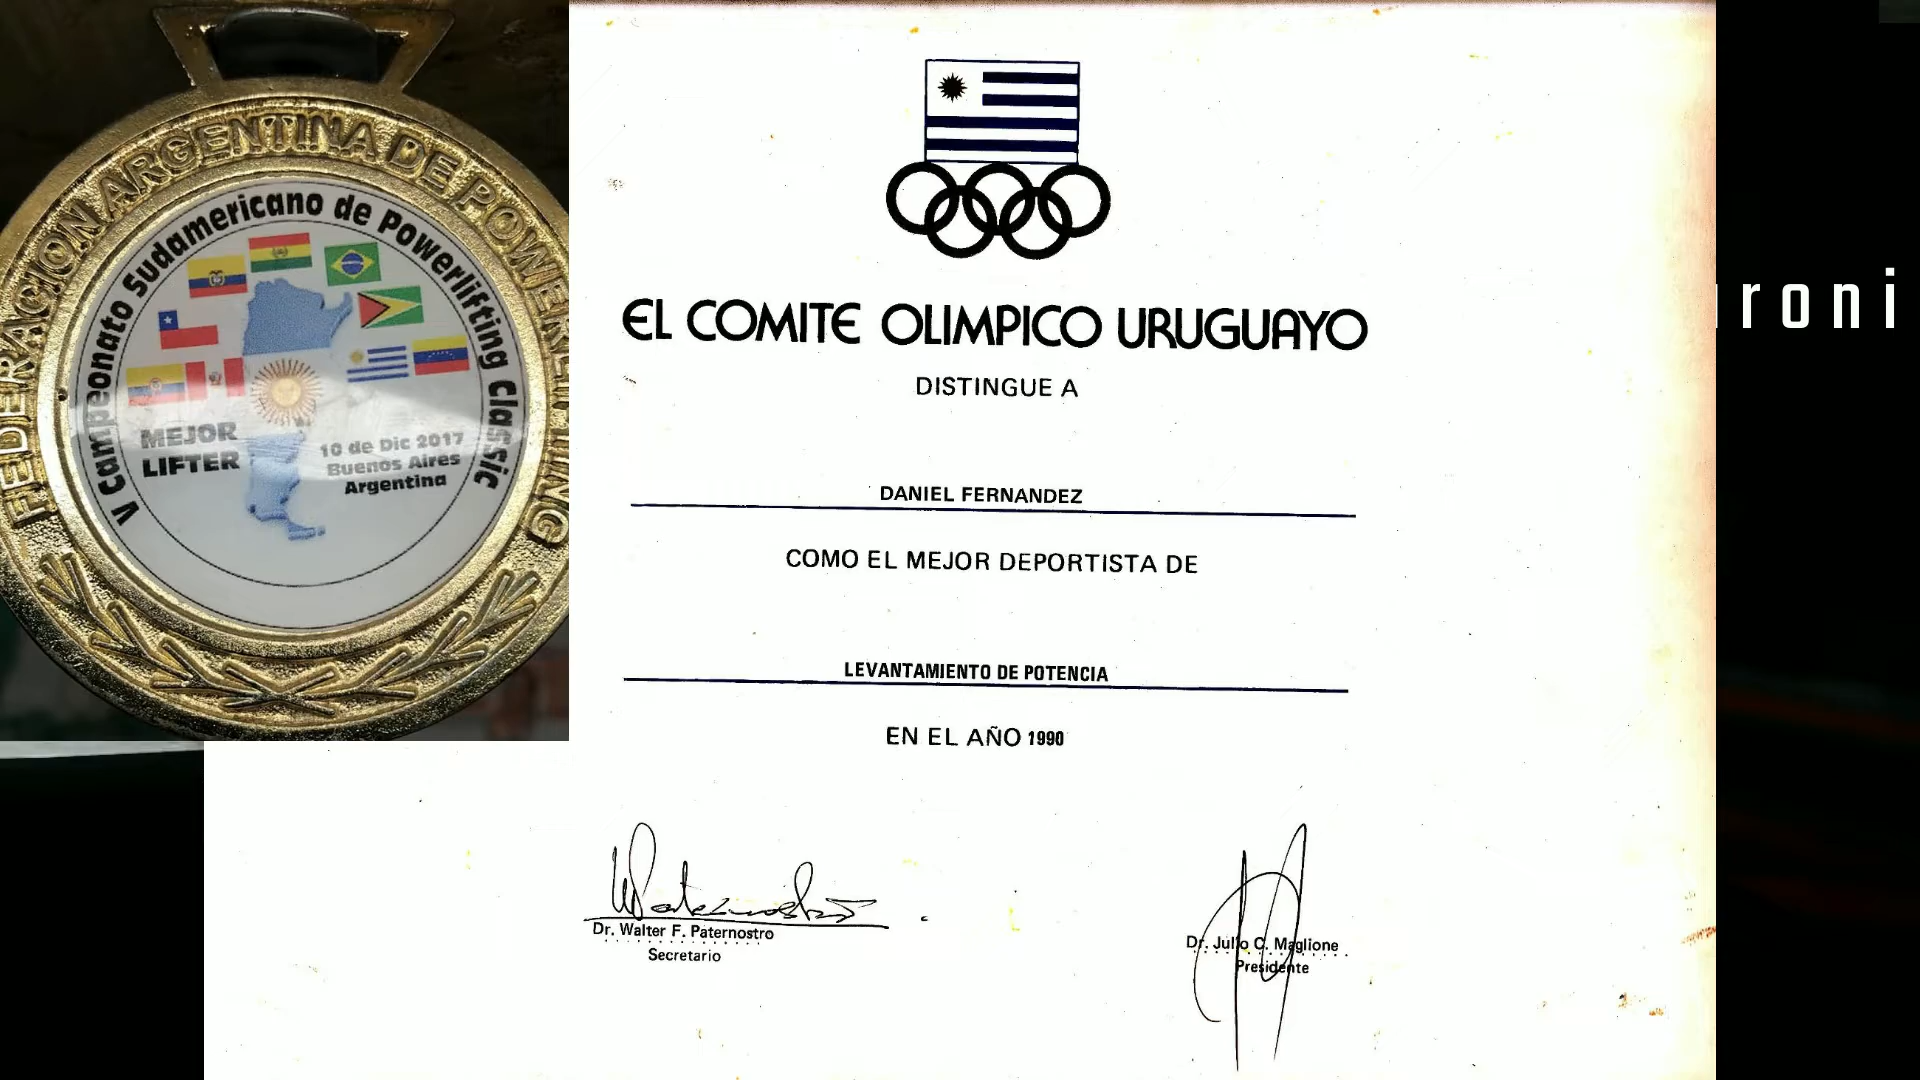 FEDERACION ARGENTINA DE POWERLIFTING
V Campeonato Sudamericano de Powerlifting Classic
MEJOR
LIFTER
10 de Dic 2017
Buenos Aires
Argentina
EL COMITE OLIMPICO URUGUAYO
DISTINGUE A
DANIEL FERNANDEZ
COMO EL MEJOR DEPORTISTA DE
LEVANTAMIENTO DE POTENCIA
EN EL AÑO 1990
Dr. Walter F. Paternostro
Secretario
Dr. Julio C. Maglione
Presidente
roni